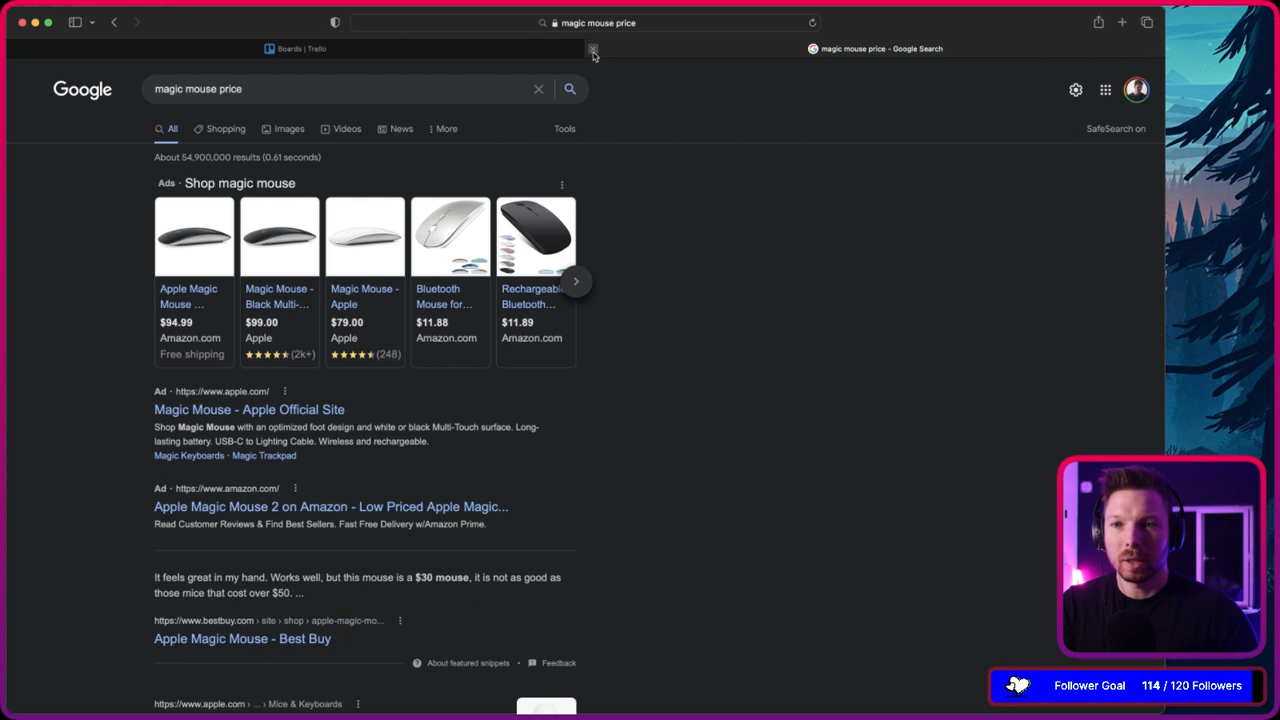 magic mouse price
Boards | Trello
magic mouse price - Google Search
Google
magic mouse price
All
Shopping
Images
Videos
News
More
Tools
SafeSearch on
About 54,900,000 results (0.61 seconds)
Ads · Shop magic mouse
Apple Magic
Mouse ...
$94.99
Amazon.com
Free shipping
Magic Mouse -
Black Multi-...
$99.00
Apple
(2k+)
Magic Mouse -
Apple
$79.00
Apple
(248)
Bluetooth
Mouse for...
$11.88
Amazon.com
Rechargeable
Bluetooth...
$11.89
Amazon.com
Ad · https://www.apple.com/
Magic Mouse - Apple Official Site
Shop Magic Mouse with an optimized foot design and white or black Multi-Touch surface. Long-
lasting battery. USB-C to Lighting Cable. Wireless and rechargeable.
Magic Keyboards · Magic Trackpad
Ad · https://www.amazon.com/
Apple Magic Mouse 2 on Amazon - Low Priced Apple Magic...
Read Customer Reviews & Find Best Sellers. Fast Free Delivery w/Amazon Prime.
It feels great in my hand. Works well, but this mouse is a $30 mouse, it is not as good as
those mice that cost over $50. ...
https://www.bestbuy.com › site › shop › apple-magic-mo...
Apple Magic Mouse - Best Buy
About featured snippets
Feedback
https://www.apple.com › ... › Mice & Keyboards
Follower Goal 114 / 120 Followers